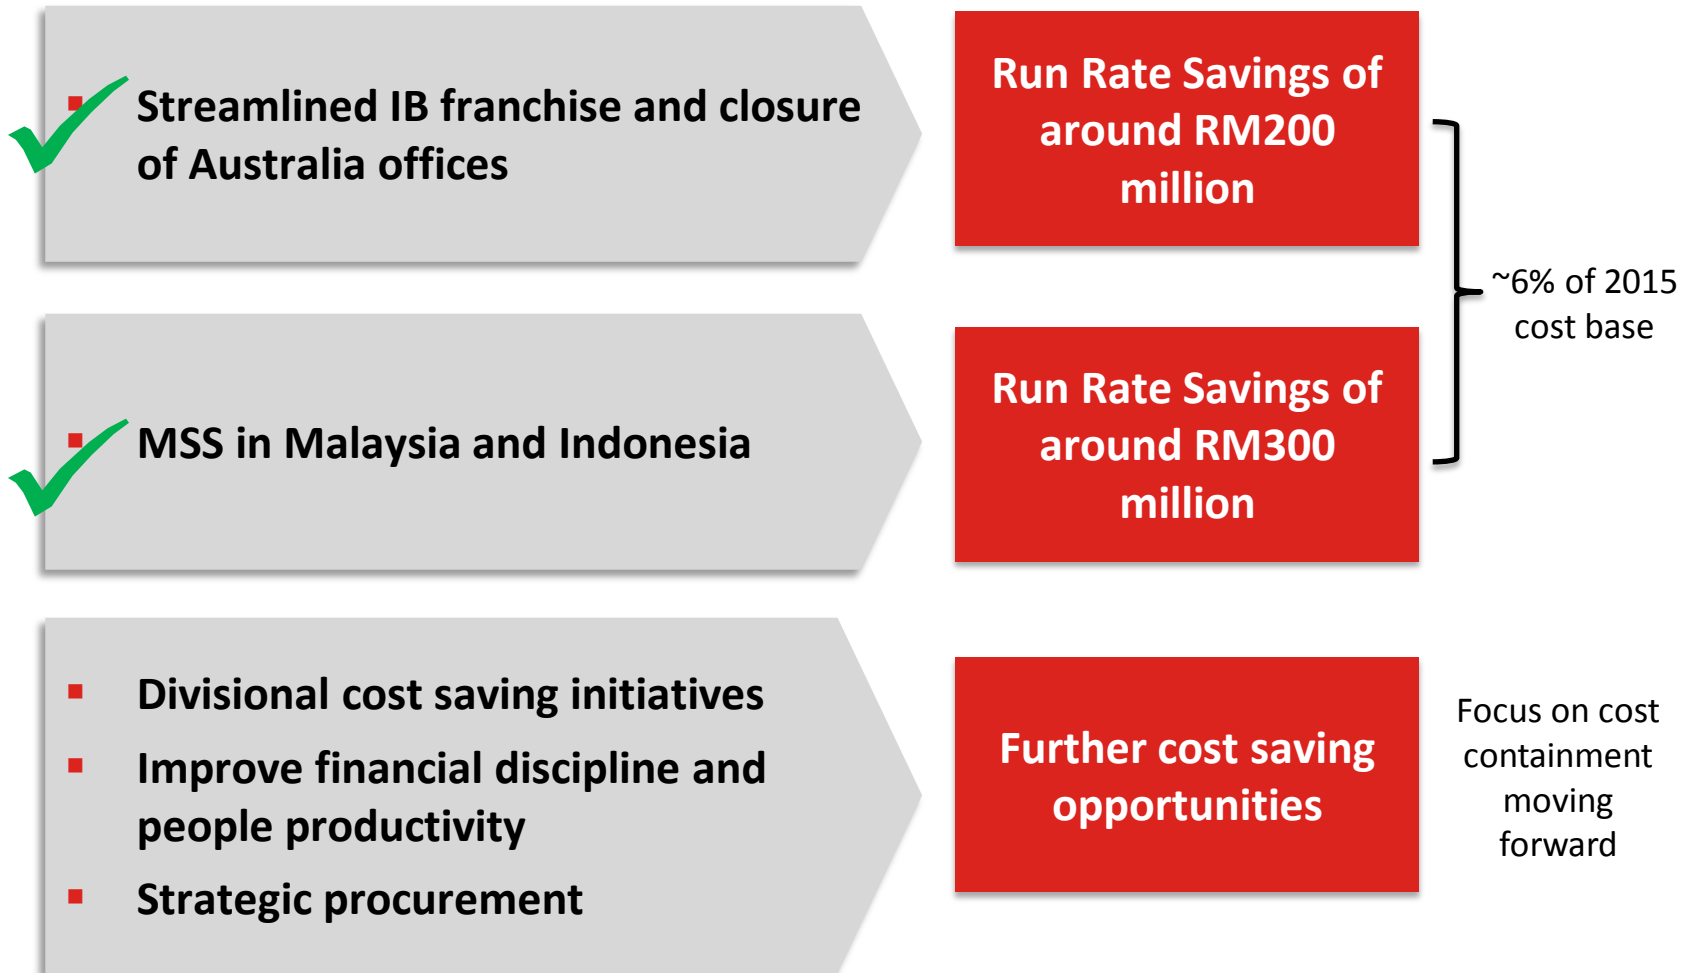 Streamlined IB franchise and closure
of Australia offices
Run Rate Savings of
around RM200
million
~6% of 2015
cost base
MSS in Malaysia and Indonesia
Run Rate Savings of
around RM300
million
Divisional cost saving initiatives
Improve financial discipline and
people productivity
Strategic procurement
Further cost saving
opportunities
Focus on cost
containment
moving
forward